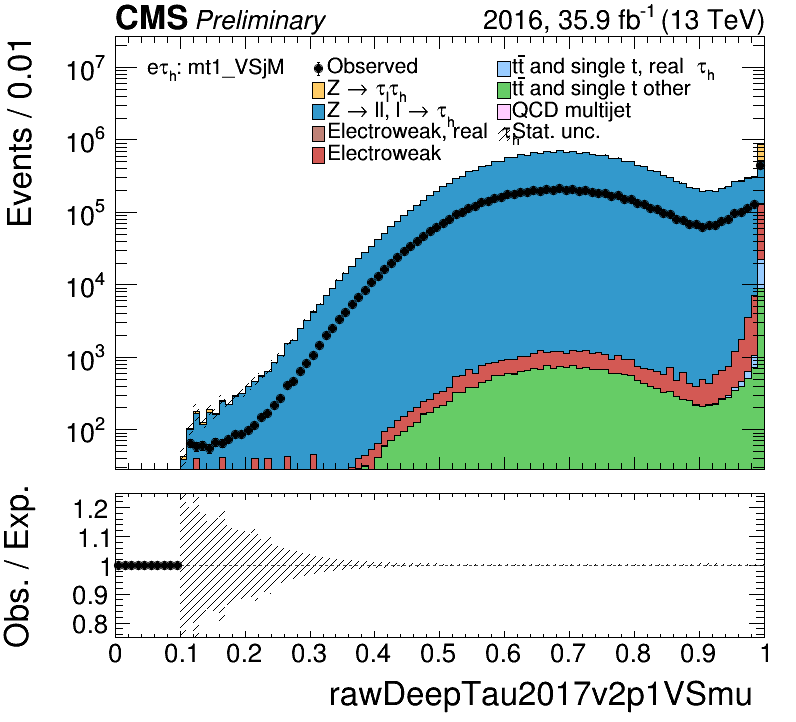 CMS Preliminary 2016, 35.9 fb⁻¹ (13 TeV)
Events / 0.01
eτₕ: mt1_VSjM
Observed
Z → τₗτₕ
Z → ll, l → τₕ
Electroweak, real τₕ
Electroweak
tt̄ and single t, real τₕ
tt̄ and single t other
QCD multijet
Stat. unc.
10⁷
10⁶
10⁵
10⁴
10³
10²
Obs. / Exp.
1.2
1.1
1
0.9
0.8
0 0.1 0.2 0.3 0.4 0.5 0.6 0.7 0.8 0.9 1
rawDeepTau2017v2p1VSmu